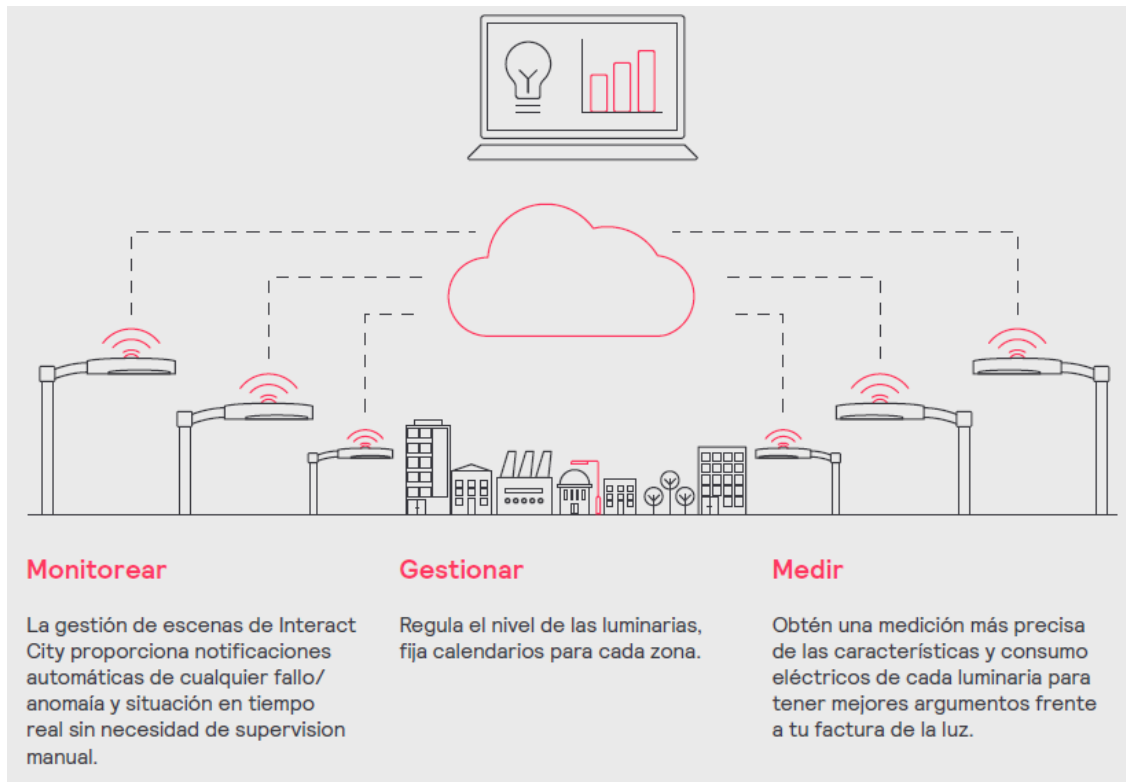 Monitorear
La gestión de escenas de Interact
City proporciona notificaciones
automáticas de cualquier fallo/
anomaía y situación en tiempo
real sin necesidad de supervision
manual.
Gestionar
Regula el nivel de las luminarias,
fija calendarios para cada zona.
Medir
Obtén una medición más precisa
de las características y consumo
eléctricos de cada luminaria para
tener mejores argumentos frente
a tu factura de la luz.